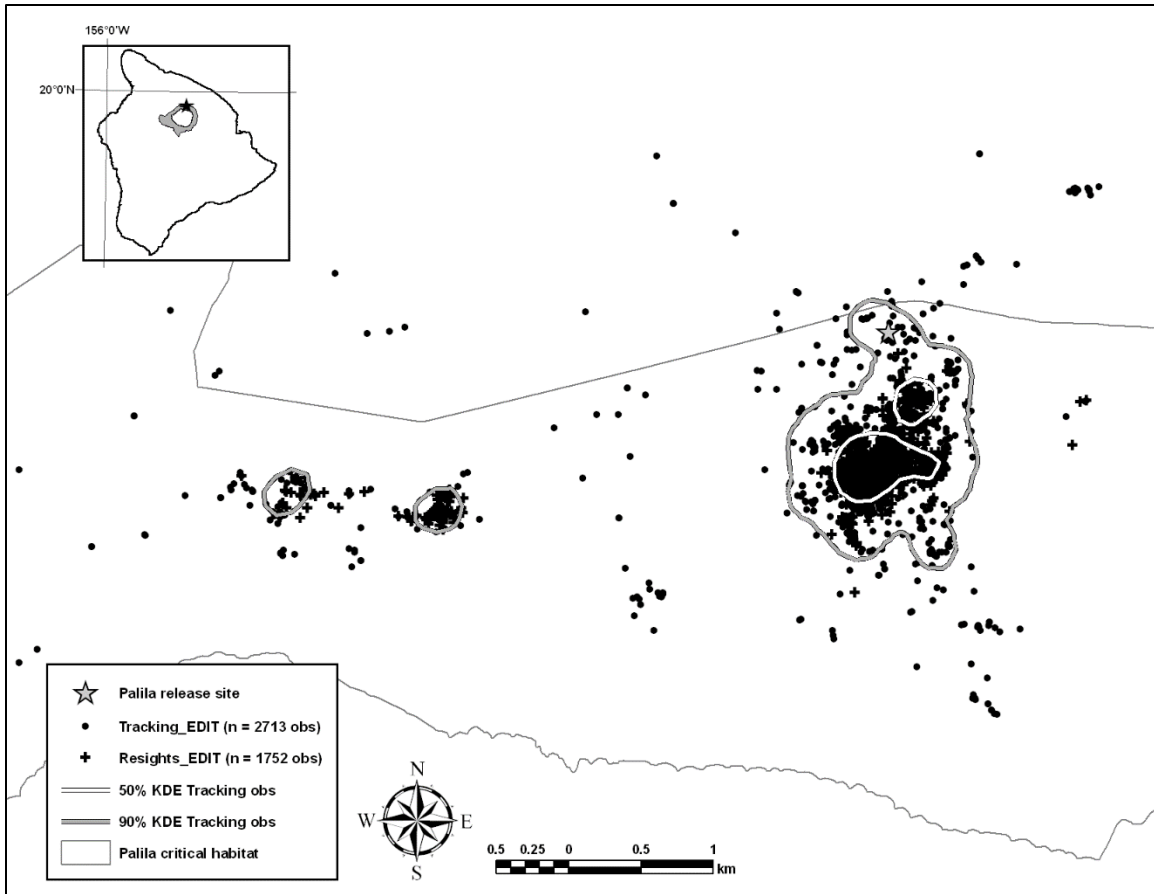 156°0'W
20°0'N
Palila release site
Tracking_EDIT (n = 2713 obs)
Resights_EDIT (n = 1752 obs)
50% KDE Tracking obs
90% KDE Tracking obs
Palila critical habitat
N
W E
S
0.5 0.25 0 0.5 1
km